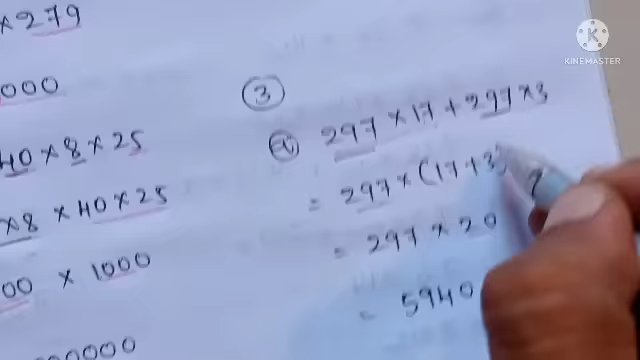 ×279
000
40×8×25
×8 ×40×25
00 × 1000
000000
③
(a) 297×17+297×3
= 297×(17+3)
= 297×20
= 5940
K
KINEMASTER